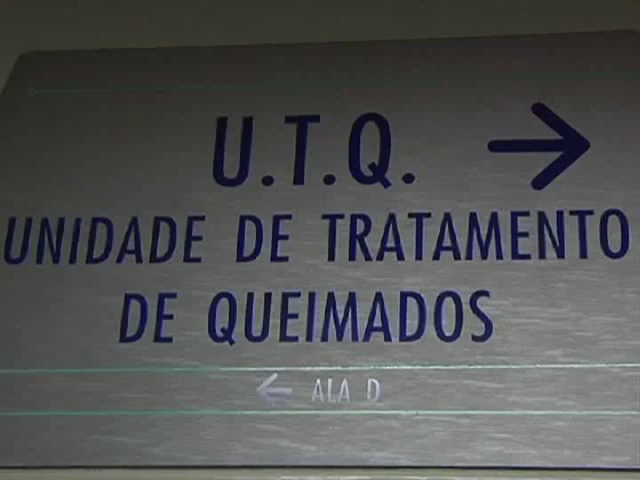 U.T.Q.
UNIDADE DE TRATAMENTO
DE QUEIMADOS
ALA D